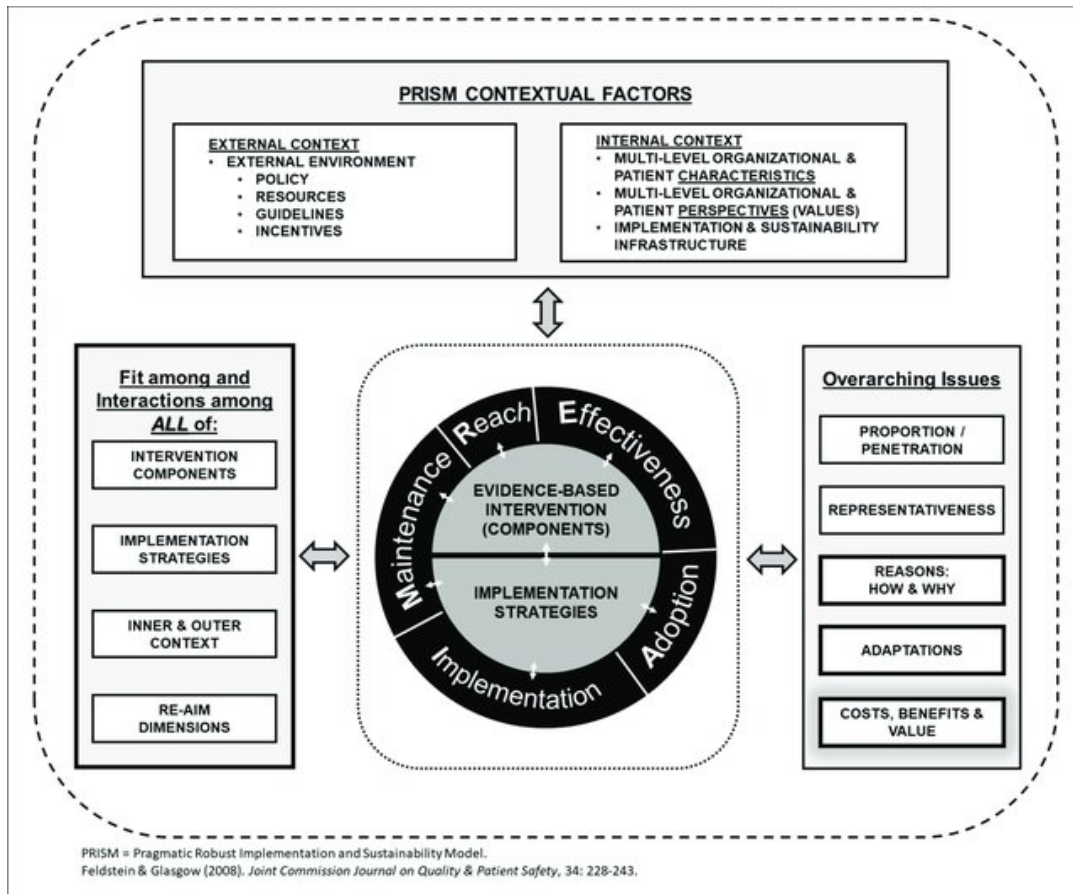 PRISM CONTEXTUAL FACTORS
EXTERNAL CONTEXT
• EXTERNAL ENVIRONMENT
• POLICY
• RESOURCES
• GUIDELINES
• INCENTIVES
INTERNAL CONTEXT
• MULTI-LEVEL ORGANIZATIONAL &
PATIENT CHARACTERISTICS
• MULTI-LEVEL ORGANIZATIONAL &
PATIENT PERSPECTIVES (VALUES)
• IMPLEMENTATION & SUSTAINABILITY
INFRASTRUCTURE
Fit among and
Interactions among
ALL of:
INTERVENTION
COMPONENTS
IMPLEMENTATION
STRATEGIES
INNER & OUTER
CONTEXT
RE-AIM
DIMENSIONS
Reach
Effectiveness
Adoption
Implementation
Maintenance
EVIDENCE-BASED
INTERVENTION
(COMPONENTS)
IMPLEMENTATION
STRATEGIES
Overarching Issues
PROPORTION /
PENETRATION
REPRESENTATIVENESS
REASONS:
HOW & WHY
ADAPTATIONS
COSTS, BENEFITS &
VALUE
PRISM = Pragmatic Robust Implementation and Sustainability Model.
Feldstein & Glasgow (2008). Joint Commission Journal on Quality & Patient Safety, 34: 228-243.